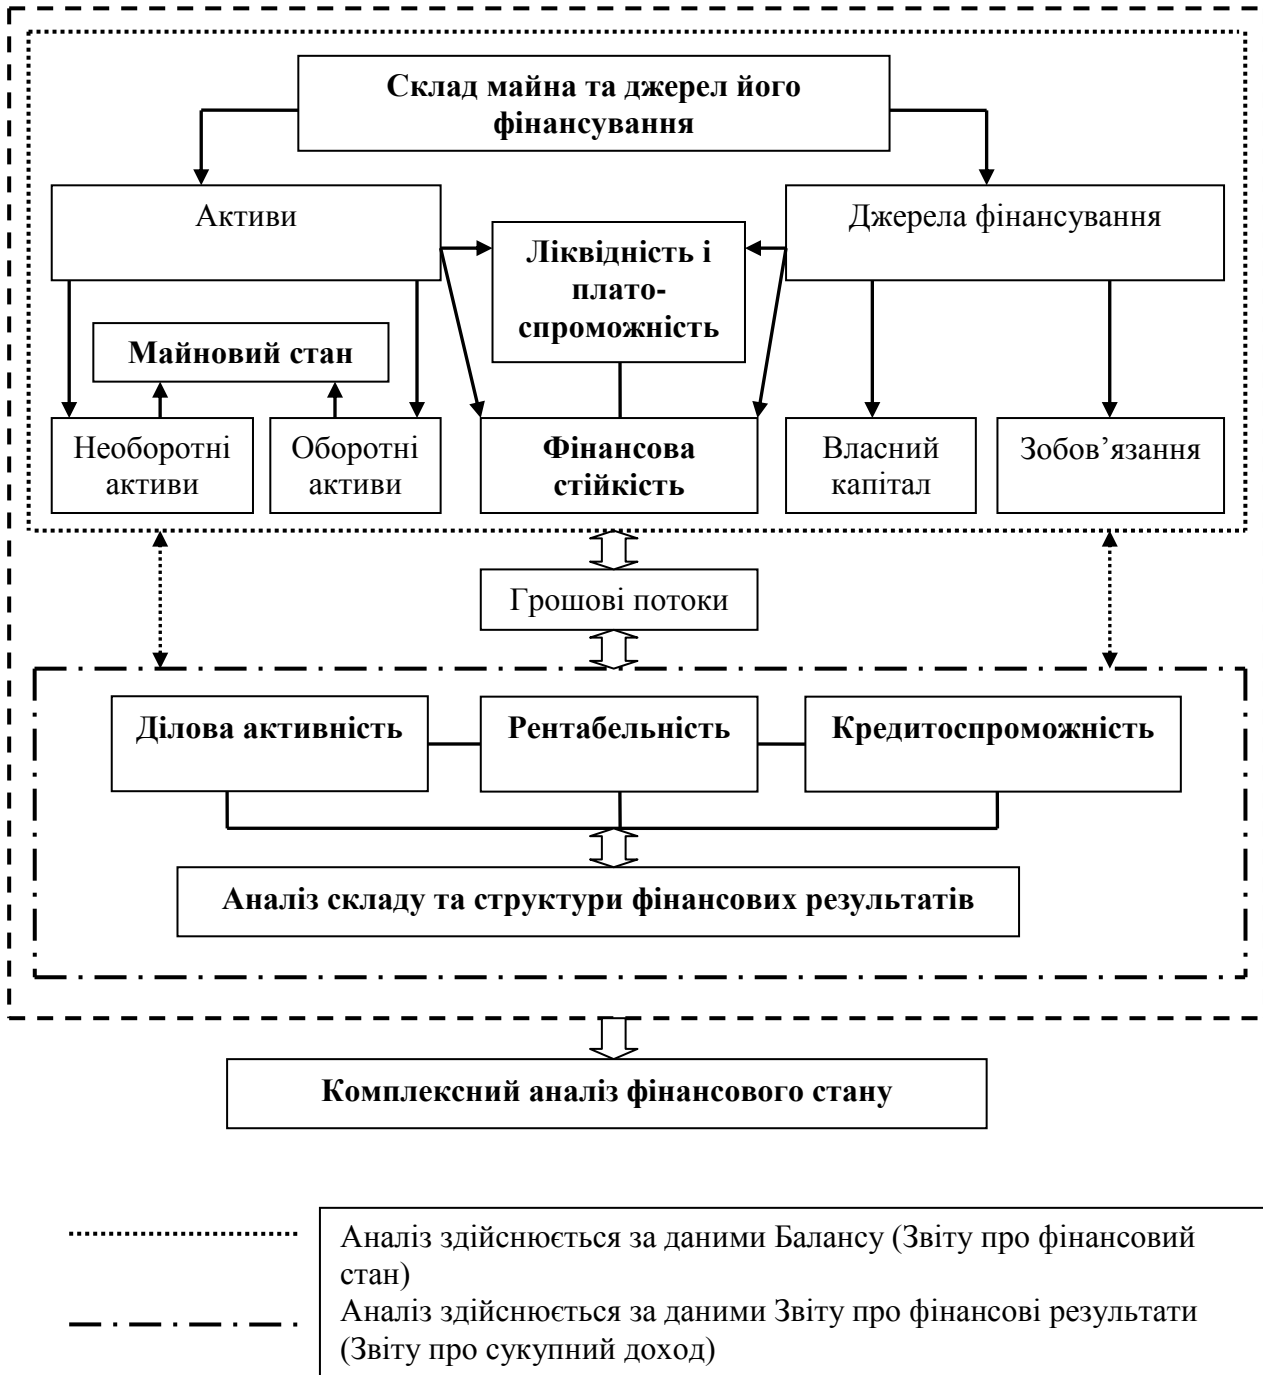 Склад майна та джерел його
фінансування
Активи
Джерела фінансування
Ліквідність і
плато-
спроможність
Майновий стан
Необоротні
активи
Оборотні
активи
Фінансова
стійкість
Власний
капітал
Зобов’язання
Грошові потоки
Ділова активність
Рентабельність
Кредитоспроможність
Аналіз складу та структури фінансових результатів
Комплексний аналіз фінансового стану
Аналіз здійснюється за даними Балансу (Звіту про фінансовий
стан)
Аналіз здійснюється за даними Звіту про фінансові результати
(Звіту про сукупний доход)